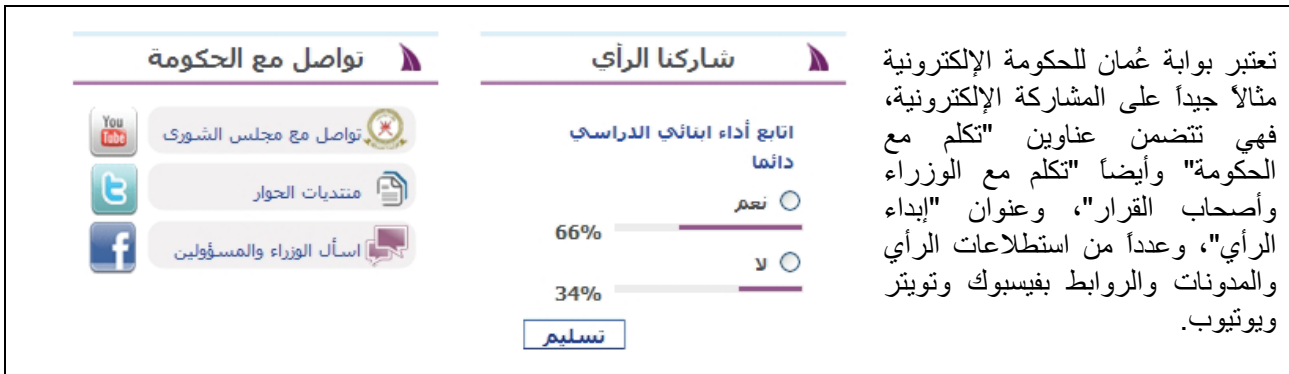 تعتبر بوابة عُمان للحكومة الإلكترونية
مثالاً جيداً على المشاركة الإلكترونية،
فهي تتضمن عناوين "تكلم مع
الحكومة" وأيضاً "تكلم مع الوزراء
وأصحاب القرار"، وعنوان "إبداء
الرأي"، وعدداً من استطلاعات الرأي
والمدونات والروابط بفيسبوك وتويتر
ويوتيوب.
شاركنا الرأي
اتابع أداء ابنائي الدراسي
دائما
نعم
66%
لا
34%
تسليم
تواصل مع الحكومة
تواصل مع مجلس الشورى
You Tube
منتديات الحوار
اسأل الوزراء والمسؤولين